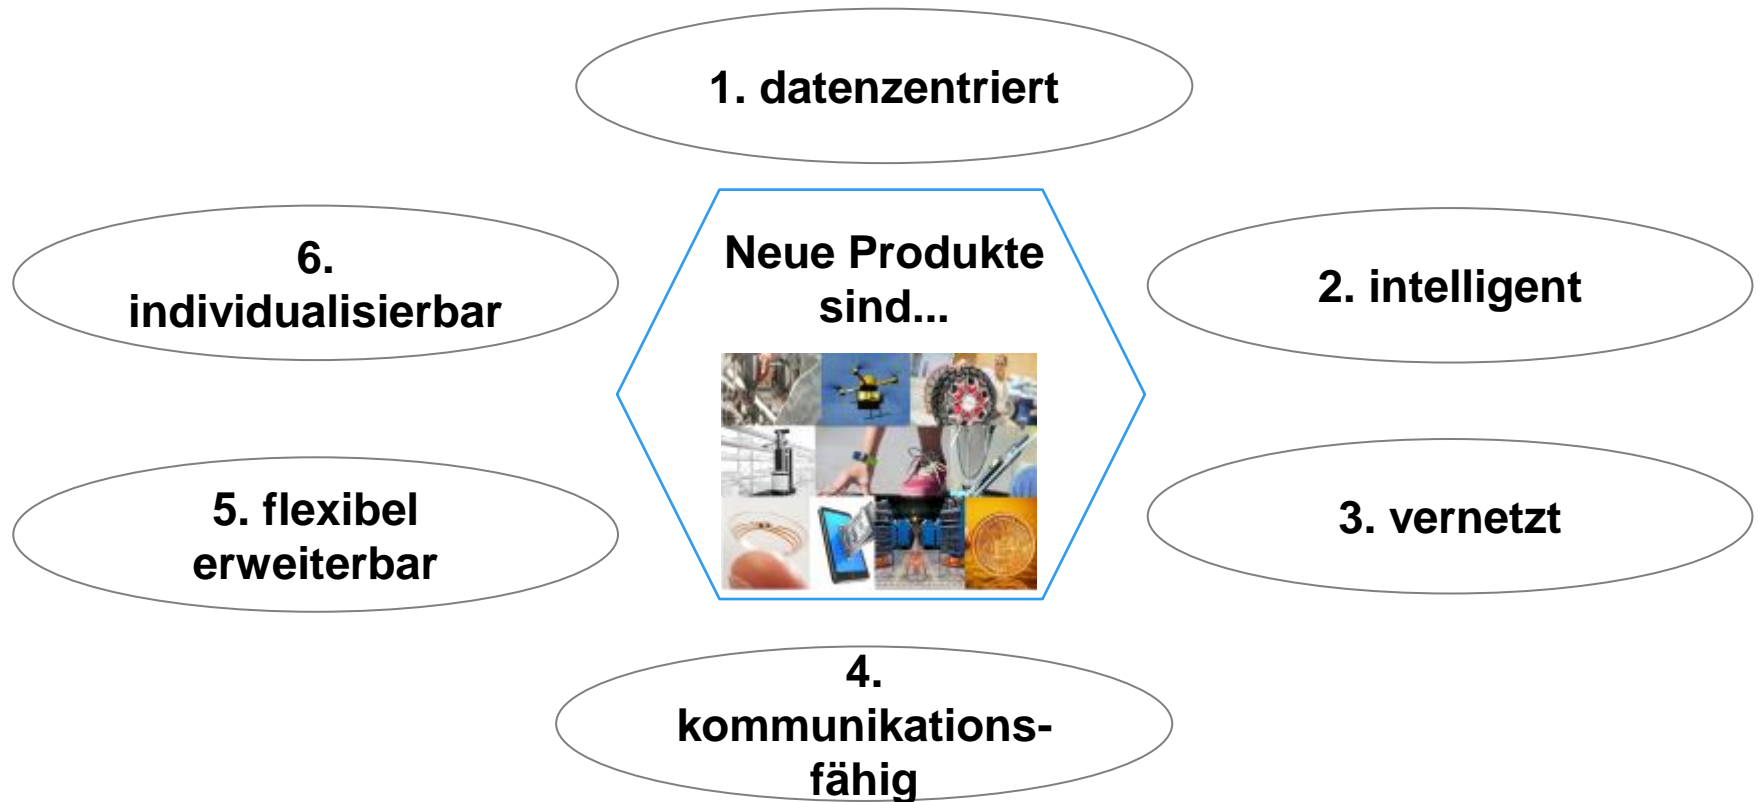 1. datenzentriert
Neue Produkte
sind...
2. intelligent
3. vernetzt
4.
kommunikations-
fähig
5. flexibel
erweiterbar
6.
individualisierbar